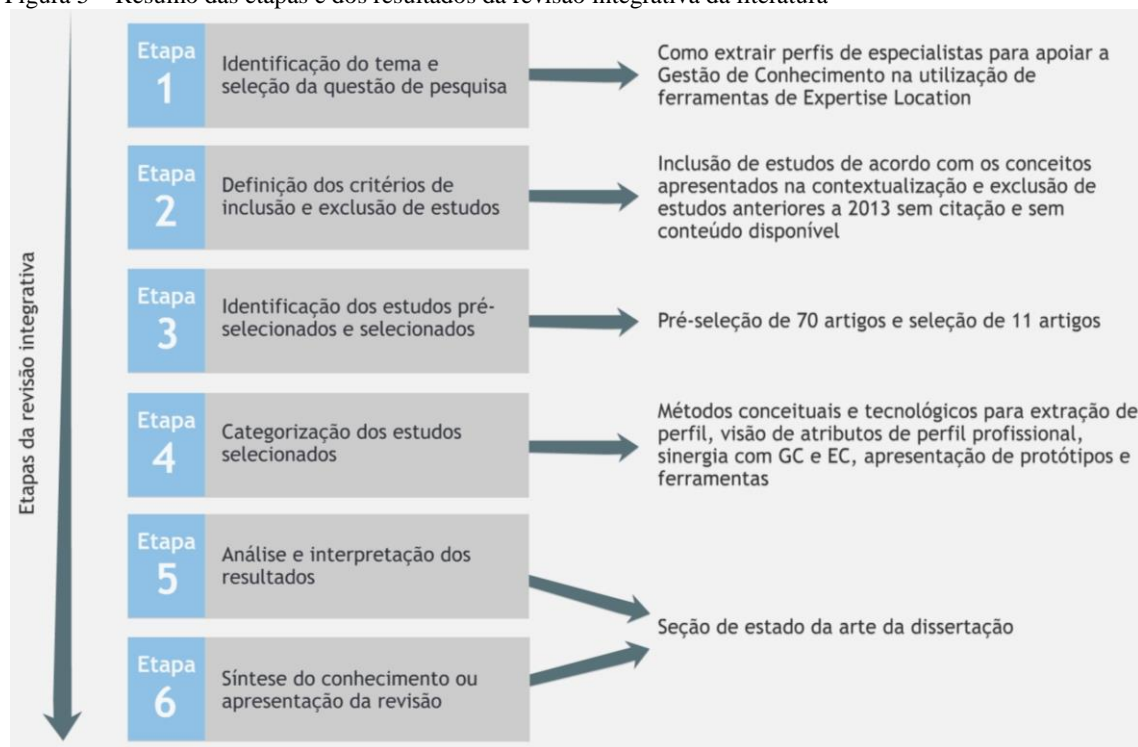 Figura 3 – Resumo das etapas e dos resultados da revisão integrativa da literatura
Etapas da revisão integrativa
Etapa
1
Identificação do tema e
seleção da questão de pesquisa
Como extrair perfis de especialistas para apoiar a
Gestão de Conhecimento na utilização de
ferramentas de Expertise Location
Etapa
2
Definição dos critérios de
inclusão e exclusão de estudos
Inclusão de estudos de acordo com os conceitos
apresentados na contextualização e exclusão de
estudos anteriores a 2013 sem citação e sem
conteúdo disponível
Etapa
3
Identificação dos estudos pré-
selecionados e selecionados
Pré-seleção de 70 artigos e seleção de 11 artigos
Etapa
4
Categorização dos estudos
selecionados
Métodos conceituais e tecnológicos para extração de
perfil, visão de atributos de perfil profissional,
sinergia com GC e EC, apresentação de protótipos e
ferramentas
Etapa
5
Análise e interpretação dos
resultados
Etapa
6
Síntese do conhecimento ou
apresentação da revisão
Seção de estado da arte da dissertação